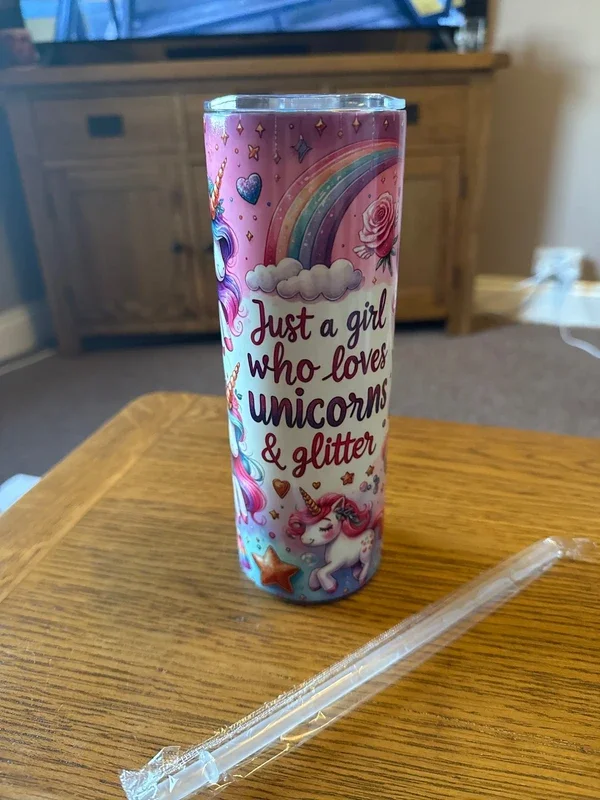 Just a girl
who loves
unicorns
& glitter